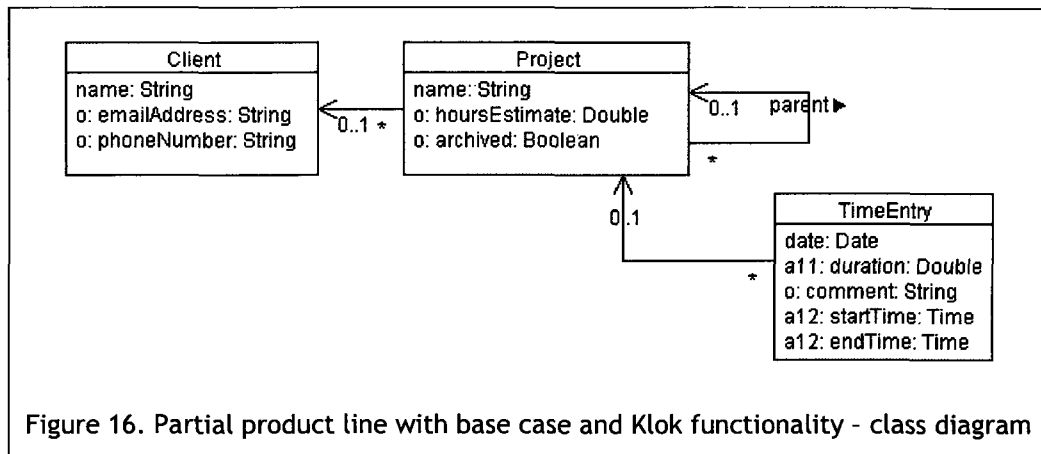 Client
name: String
o: emailAddress: String
o: phoneNumber: String
0..1 *
Project
name: String
o: hoursEstimate: Double
o: archived: Boolean
0..1
parent ►
*
0..1
*
TimeEntry
date: Date
a11: duration: Double
o: comment: String
a12: startTime: Time
a12: endTime: Time
Figure 16. Partial product line with base case and Klok functionality - class diagram